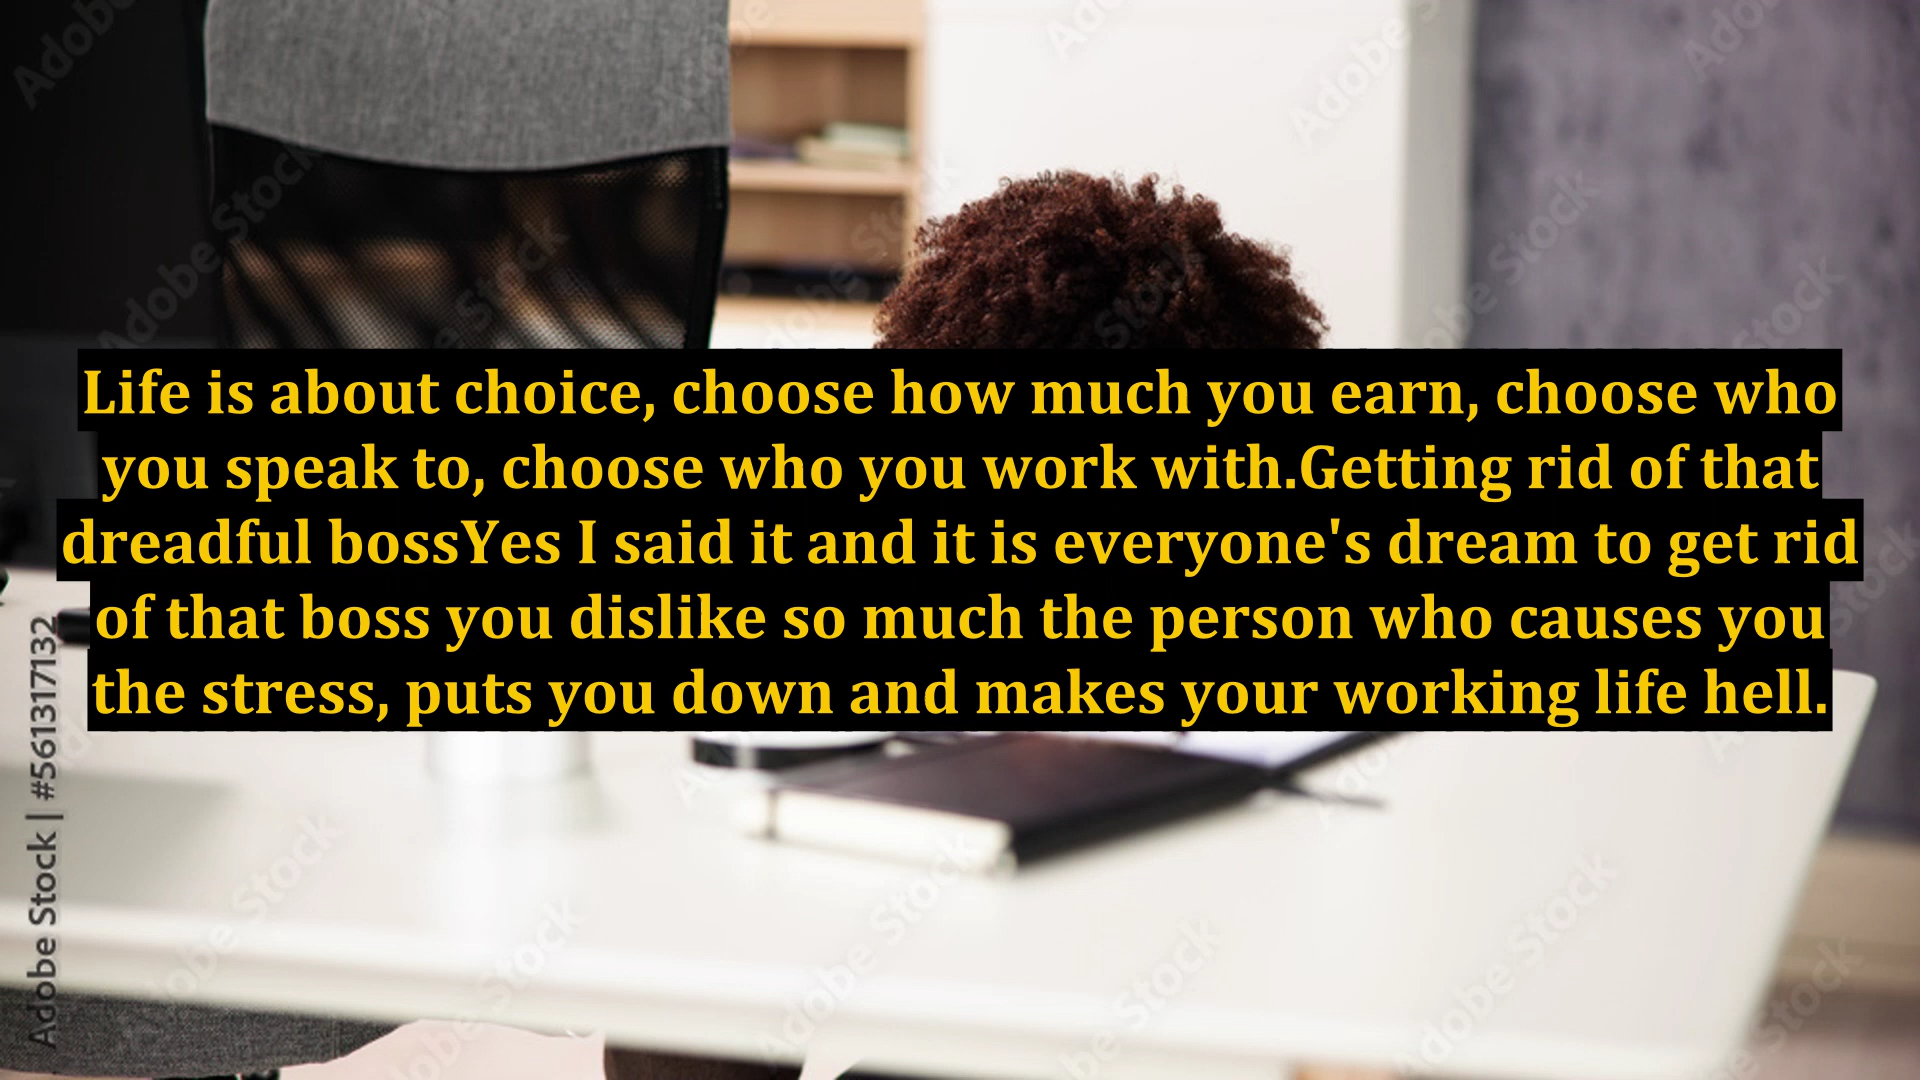 Life is about choice, choose how much you earn, choose who
you speak to, choose who you work with.Getting rid of that
dreadful bossYes I said it and it is everyone's dream to get rid
of that boss you dislike so much the person who causes you
the stress, puts you down and makes your working life hell.
Adobe Stock | #561317132